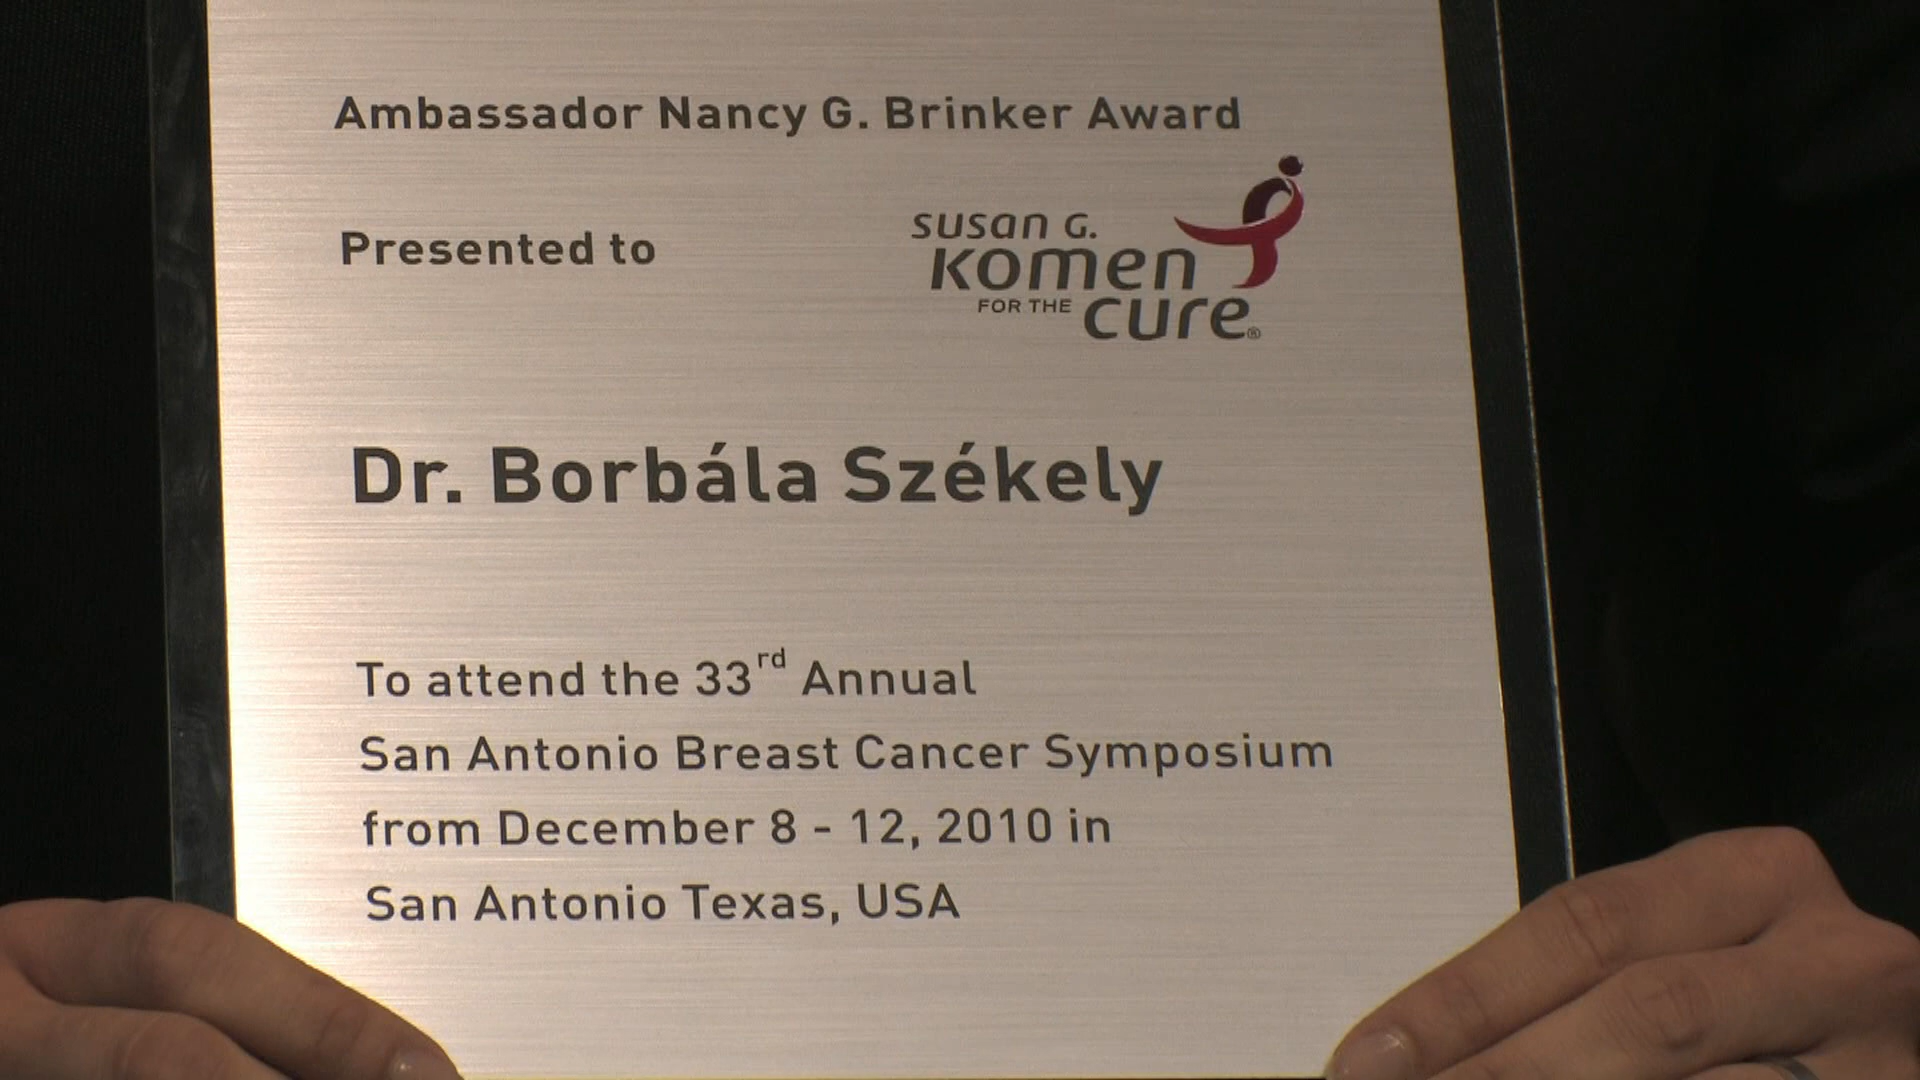 Ambassador Nancy G. Brinker Award
Presented to
susan G.
Komen
FOR THE cure®
Dr. Borbála Székely
To attend the 33rd Annual
San Antonio Breast Cancer Symposium
from December 8 - 12, 2010 in
San Antonio Texas, USA